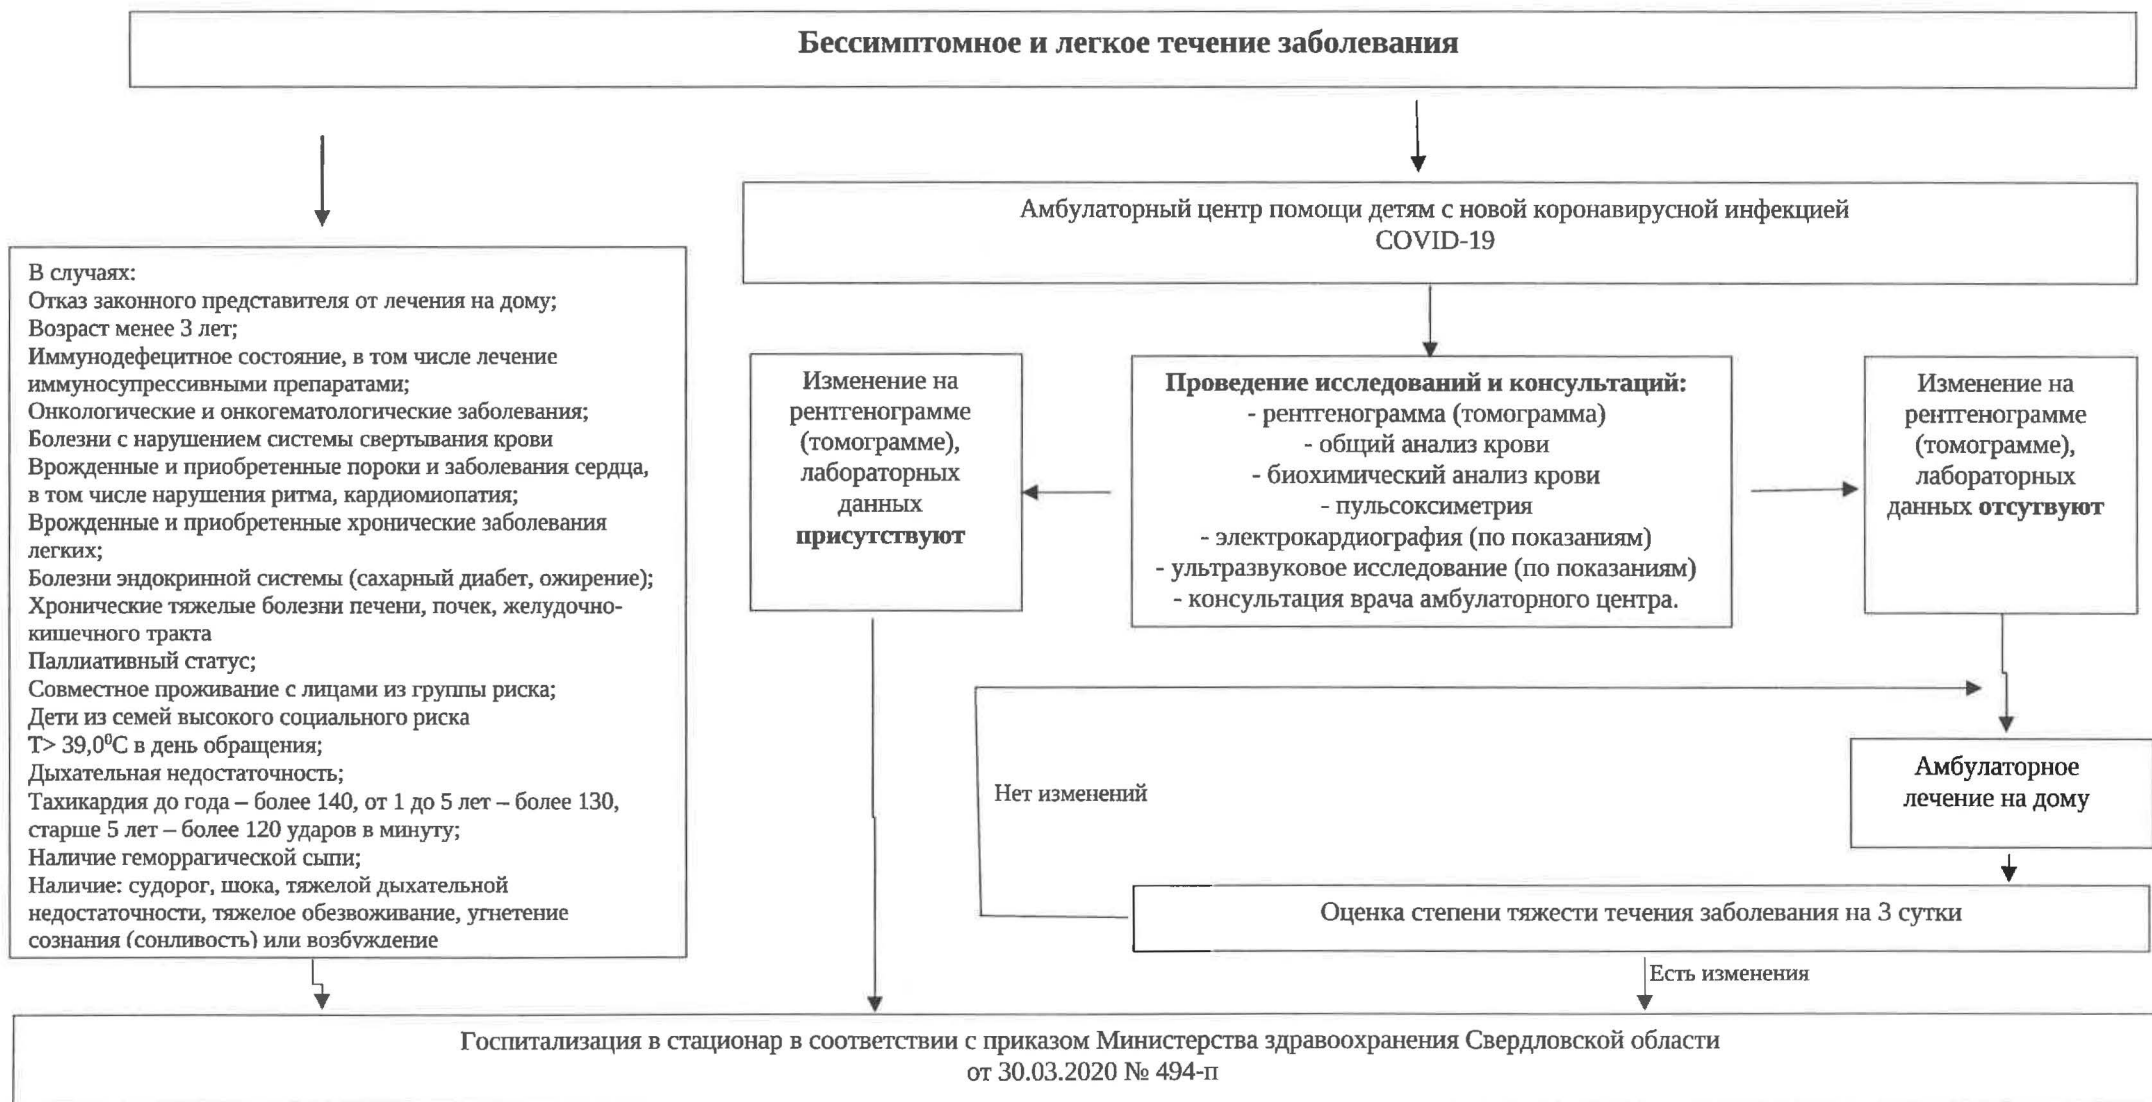 Бессимптомное и легкое течение заболевания
Амбулаторный центр помощи детям с новой коронавирусной инфекцией
COVID-19
В случаях:
Отказ законного представителя от лечения на дому;
Возраст менее 3 лет;
Иммунодефецитное состояние, в том числе лечение
иммуносупрессивными препаратами;
Онкологические и онкогематологические заболевания;
Болезни с нарушением системы свертывания крови
Врожденные и приобретенные пороки и заболевания сердца,
в том числе нарушения ритма, кардиомиопатия;
Врожденные и приобретенные хронические заболевания
легких;
Болезни эндокринной системы (сахарный диабет, ожирение);
Хронические тяжелые болезни печени, почек, желудочно-
кишечного тракта
Паллиативный статус;
Совместное проживание с лицами из группы риска;
Дети из семей высокого социального риска
Т> 39,0⁰С в день обращения;
Дыхательная недостаточность;
Тахикардия до года – более 140, от 1 до 5 лет – более 130,
старше 5 лет – более 120 ударов в минуту;
Наличие геморрагической сыпи;
Наличие: судорог, шока, тяжелой дыхательной
недостаточности, тяжелое обезвоживание, угнетение
сознания (сонливость) или возбуждение
Изменение на
рентгенограмме
(томограмме),
лабораторных
данных
присутствуют
Проведение исследований и консультаций:
- рентгенограмма (томограмма)
- общий анализ крови
- биохимический анализ крови
- пульсоксиметрия
- электрокардиография (по показаниям)
- ультразвуковое исследование (по показаниям)
- консультация врача амбулаторного центра.
Изменение на
рентгенограмме
(томограмме),
лабораторных
данных отсутвуют
Амбулаторное
лечение на дому
Нет изменений
Оценка степени тяжести течения заболевания на 3 сутки
Есть изменения
Госпитализация в стационар в соответствии с приказом Министерства здравоохранения Свердловской области
от 30.03.2020 № 494-п